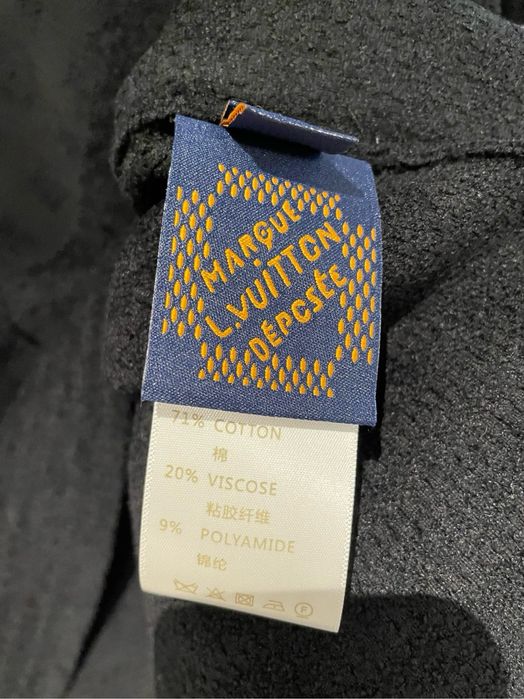 MARQUE
L.VUITTON
DÉPOSÉE
71% COTTON
棉
20% VISCOSE
粘胶纤维
9% POLYAMIDE
锦纶
F